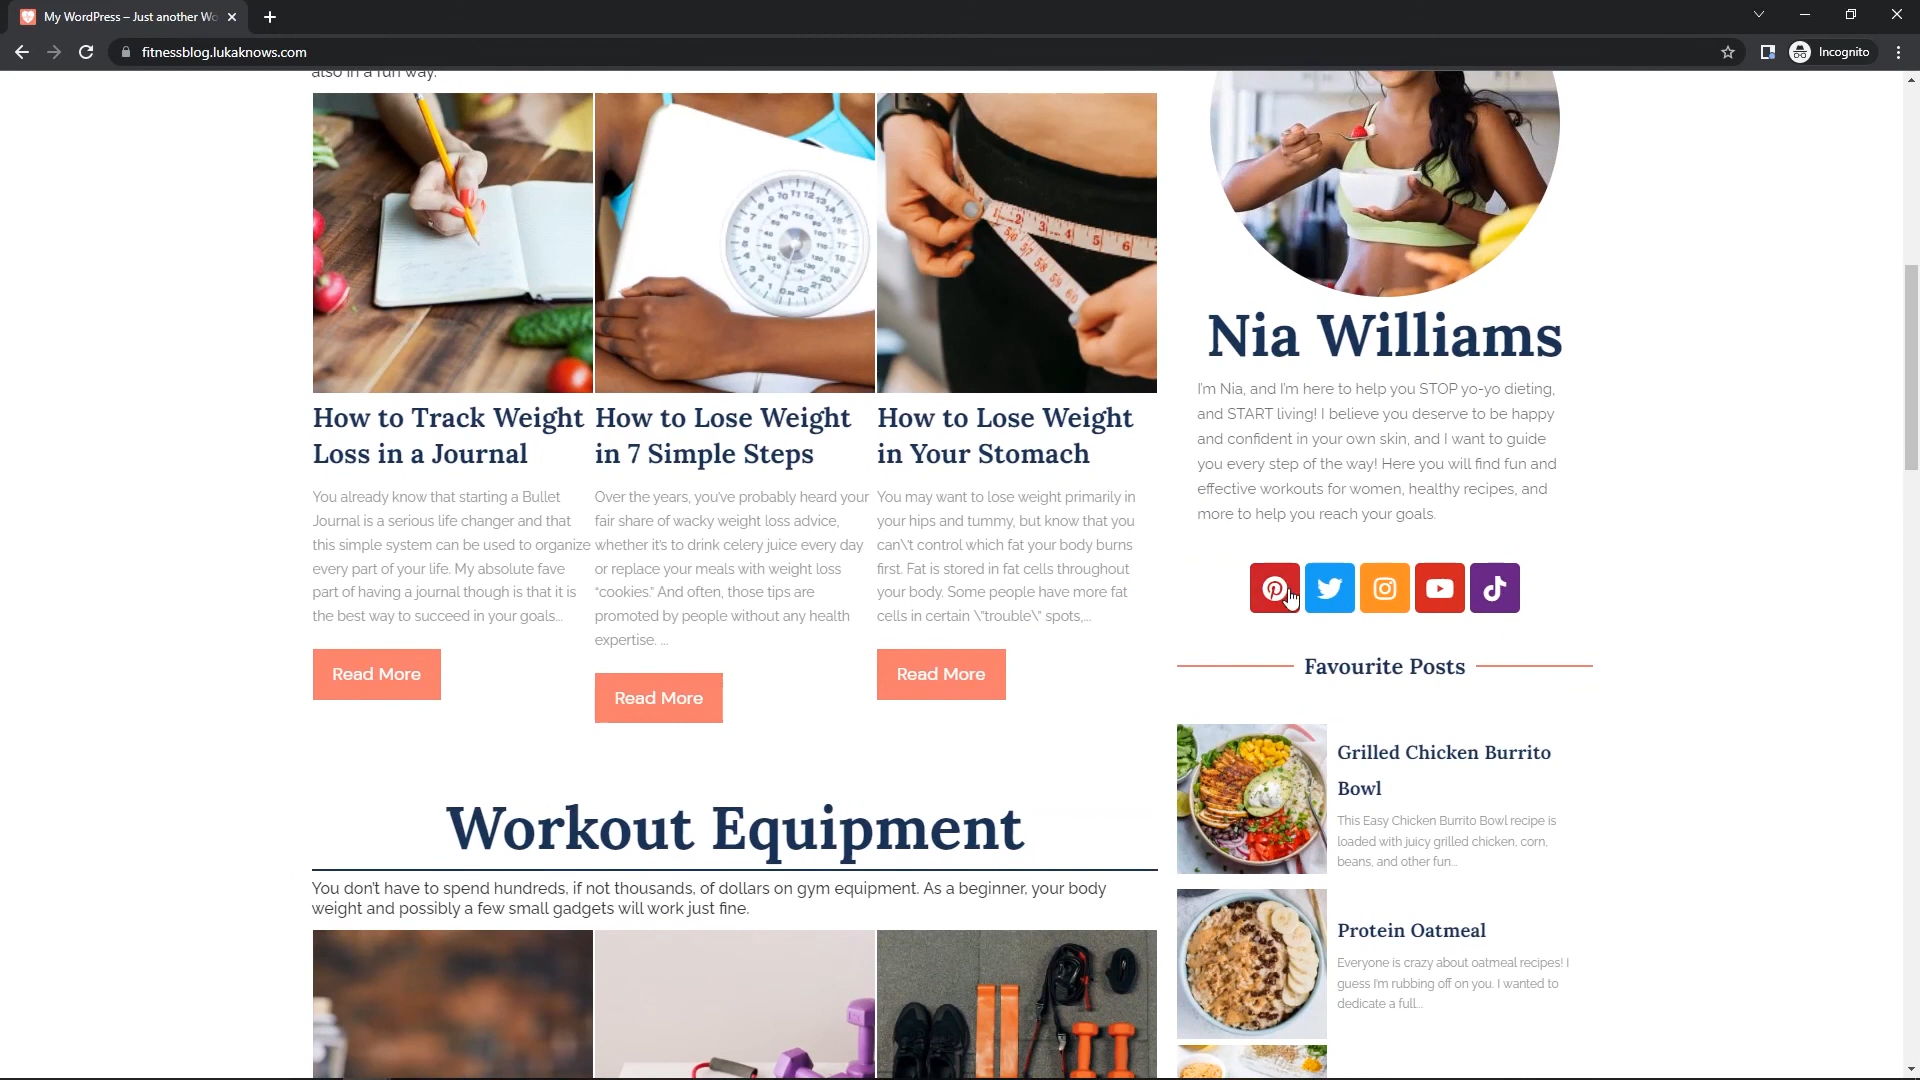 My WordPress – Just another Wo
fitnessblog.lukaknows.com
Incognito
also in a fun way.
How to Track Weight
Loss in a Journal
You already know that starting a Bullet
Journal is a serious life changer and that
this simple system can be used to organize
every part of your life. My absolute fave
part of having a journal though is that it is
the best way to succeed in your goals...
Read More
How to Lose Weight
in 7 Simple Steps
Over the years, you've probably heard your
fair share of wacky weight loss advice,
whether it's to drink celery juice every day
or replace your meals with weight loss
"cookies." And often, those tips are
promoted by people without any health
expertise. ...
Read More
How to Lose Weight
in Your Stomach
You may want to lose weight primarily in
your hips and tummy, but know that you
can\'t control which fat your body burns
first. Fat is stored in fat cells throughout
your body. Some people have more fat
cells in certain \"trouble\" spots,...
Read More
Workout Equipment
You don't have to spend hundreds, if not thousands, of dollars on gym equipment. As a beginner, your body
weight and possibly a few small gadgets will work just fine.
Nia Williams
I'm Nia, and I'm here to help you STOP yo-yo dieting,
and START living! I believe you deserve to be happy
and confident in your own skin, and I want to guide
you every step of the way! Here you will find fun and
effective workouts for women, healthy recipes, and
more to help you reach your goals.
Favourite Posts
Grilled Chicken Burrito
Bowl
This Easy Chicken Burrito Bowl recipe is
loaded with juicy grilled chicken, corn,
beans, and other fun...
Protein Oatmeal
Everyone is crazy about oatmeal recipes! I
guess I'm rubbing off on you. I wanted to
dedicate a full...